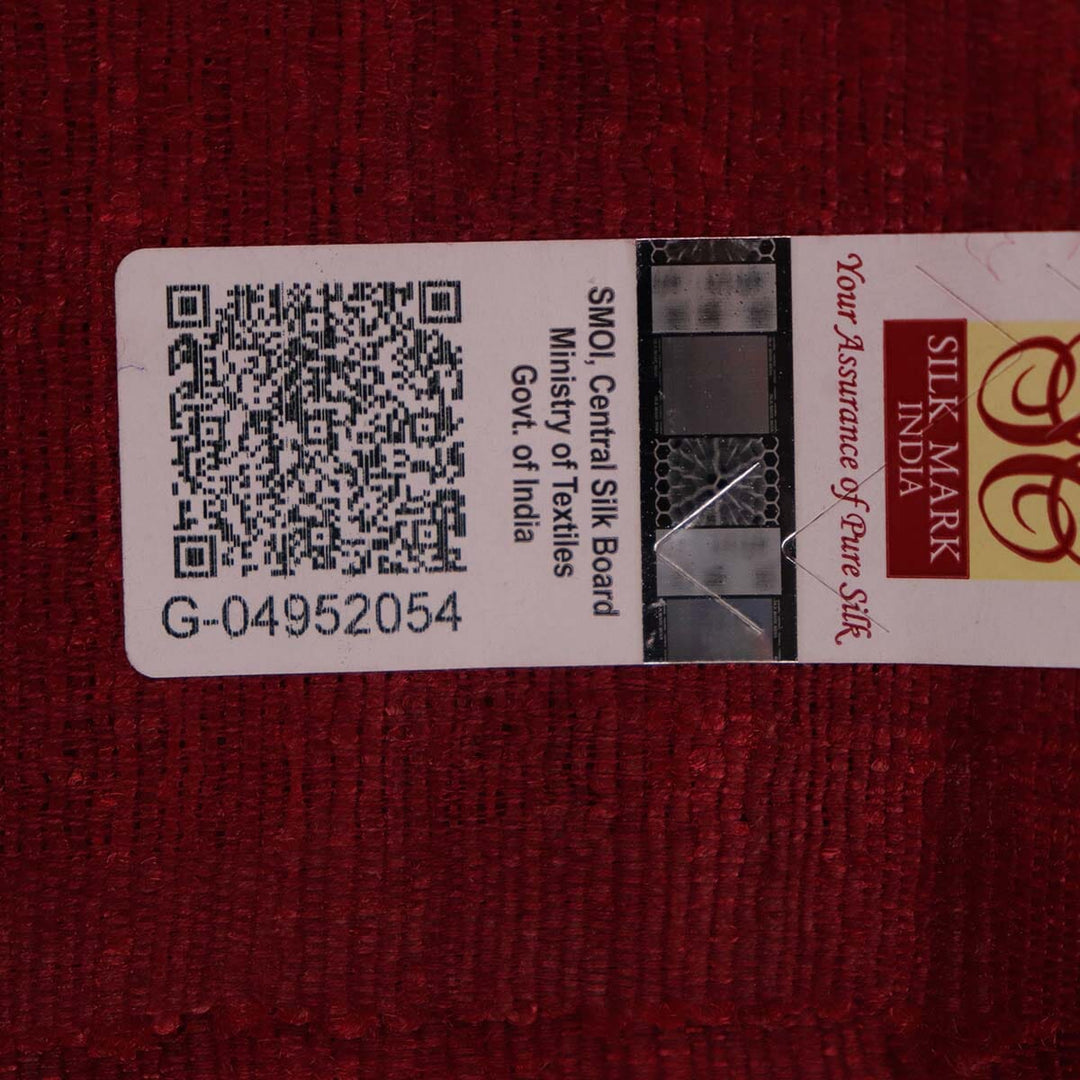 G-04952054
SMOI, Central Silk Board
Ministry of Textiles
Govt. of India
Your Assurance of Pure Silk
SILK MARK
INDIA